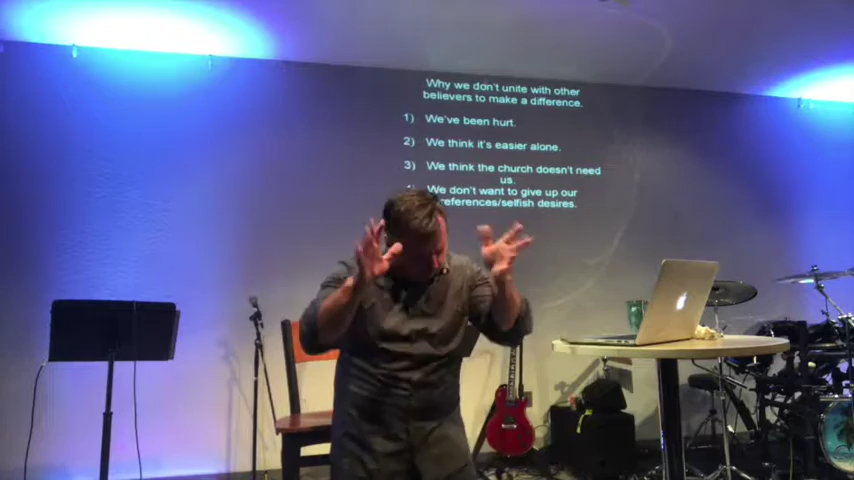 Why we don't unite with other
believers to make a difference.
1) We've been hurt.
2) We think it's easier alone.
3) We think the church doesn't need
us.
We don't want to give up our
references/selfish desires.